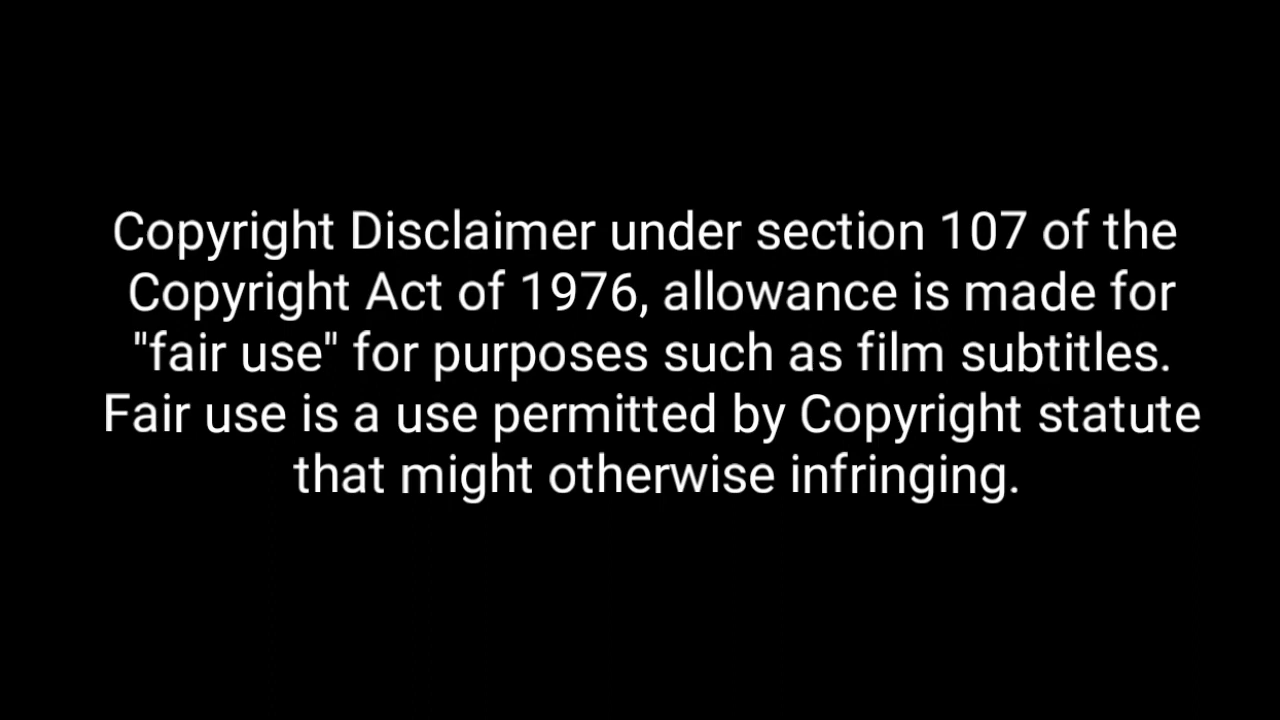 Copyright Disclaimer under section 107 of the
Copyright Act of 1976, allowance is made for
"fair use" for purposes such as film subtitles.
Fair use is a use permitted by Copyright statute
that might otherwise infringing.